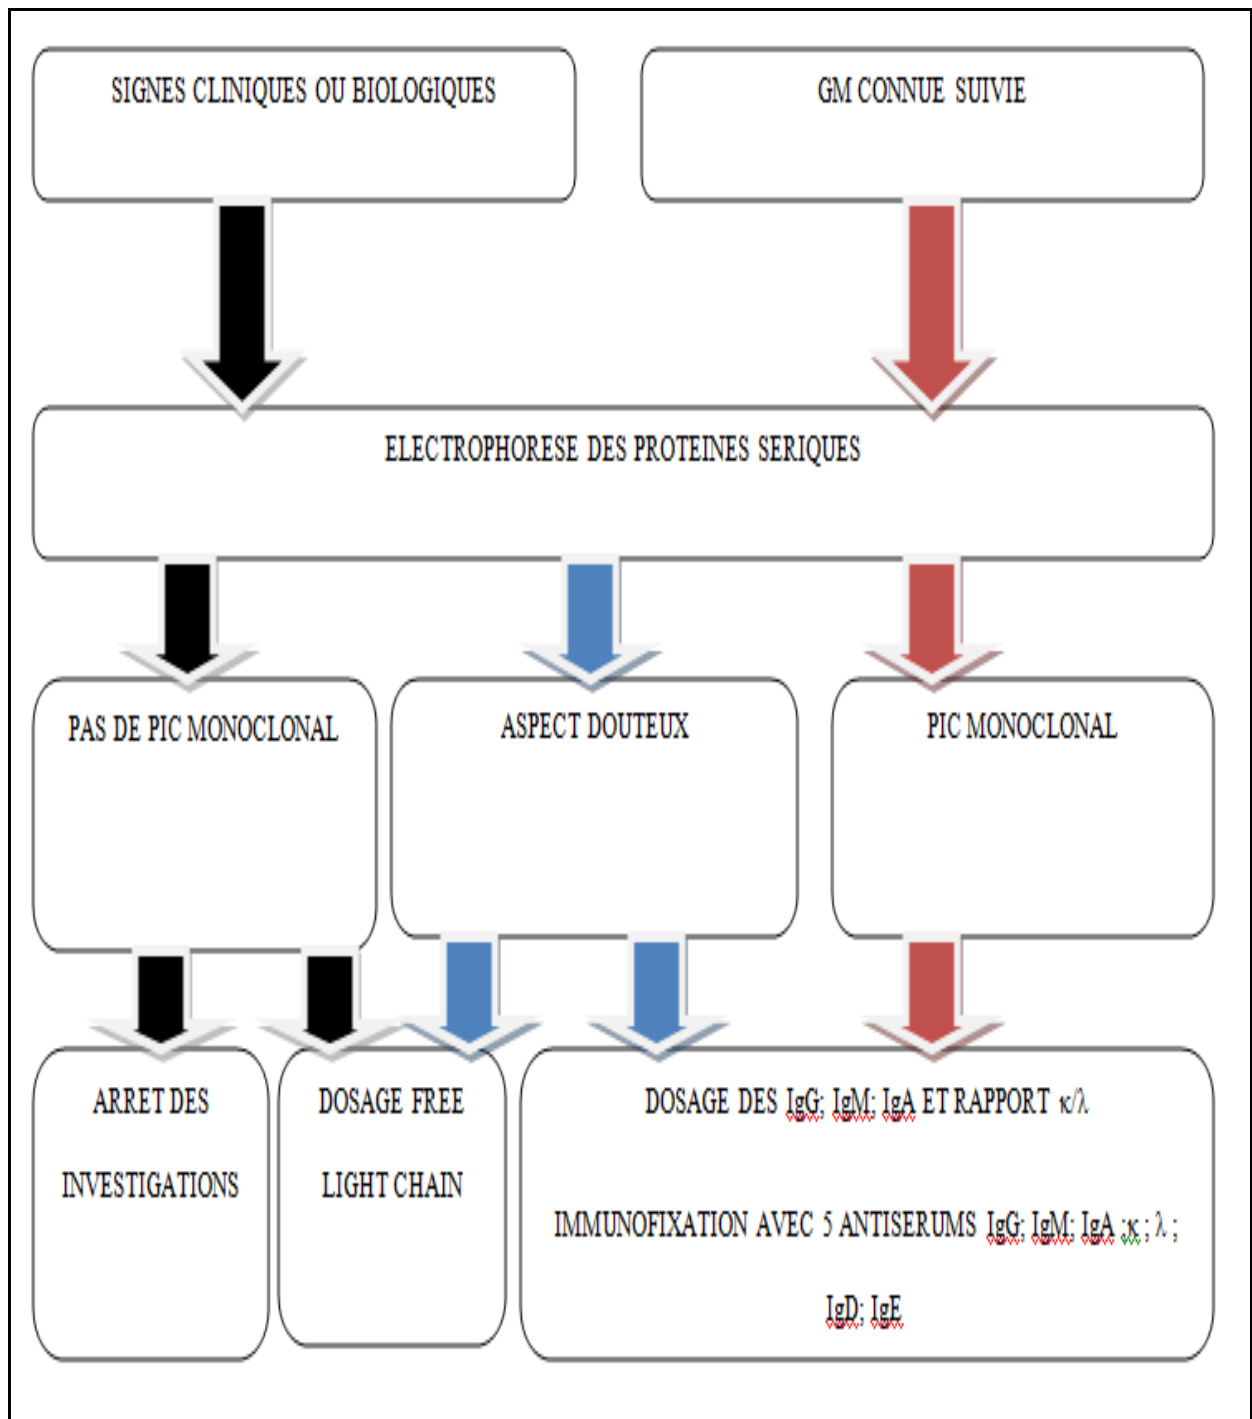 SIGNES CLINIQUES OU BIOLOGIQUES
GM CONNUE SUIVIE
ELECTROPHORESE DES PROTEINES SERIQUES
PAS DE PIC MONOCLONAL
ASPECT DOUTEUX
PIC MONOCLONAL
ARRET DES
INVESTIGATIONS
DOSAGE FREE
LIGHT CHAIN
DOSAGE DES IgG; IgM; IgA ET RAPPORT κ/λ
IMMUNOFIXATION AVEC 5 ANTISERUMS IgG; IgM; IgA ;κ ; λ ;
IgD; IgE